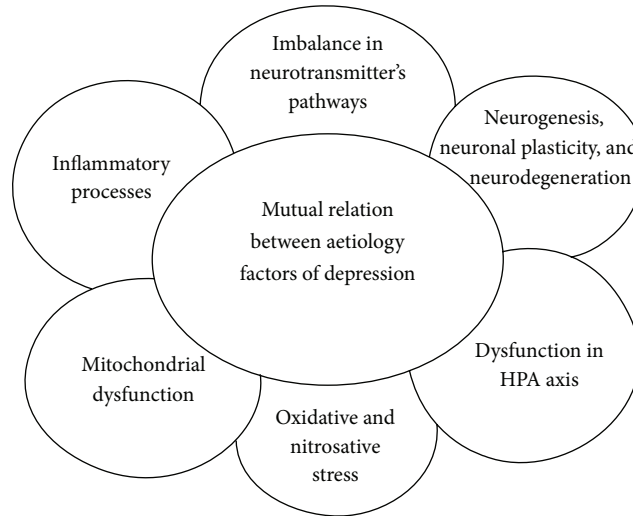 Imbalance in
neurotransmitter's
pathways
Neurogenesis,
neuronal plasticity, and
neurodegeneration
Inflammatory
processes
Mutual relation
between aetiology
factors of depression
Mitochondrial
dysfunction
Dysfunction in
HPA axis
Oxidative and
nitrosative
stress